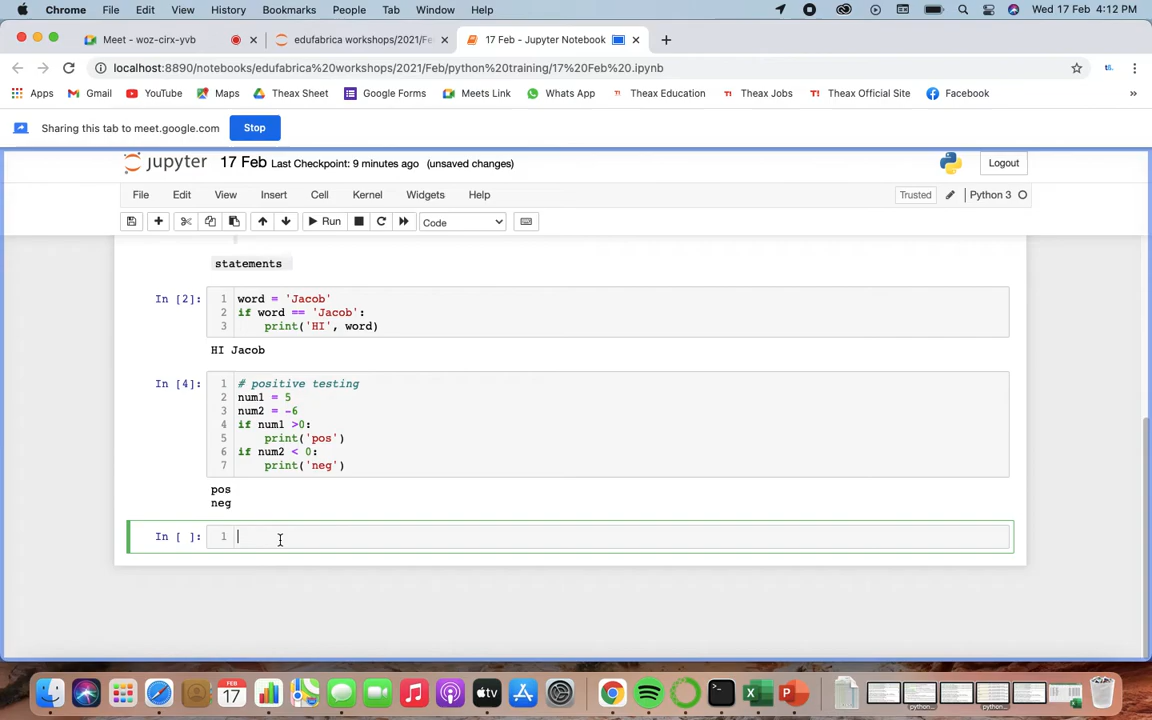 Chrome File Edit View History Bookmarks People Tab Window Help Wed 17 Feb 4:12 PM
Meet - woz-cirx-yvb
edufabrica workshops/2021/Fe
17 Feb - Jupyter Notebook
localhost:8890/notebooks/edufabrica%20workshops/2021/Feb/python%20training/17%20Feb%20.ipynb
Apps Gmail YouTube Maps Theax Sheet Google Forms Meets Link Whats App Theax Education Theax Jobs Theax Official Site Facebook »
Sharing this tab to meet.google.com Stop
jupyter 17 Feb Last Checkpoint: 9 minutes ago (unsaved changes) Logout
File Edit View Insert Cell Kernel Widgets Help Trusted Python 3
Run Code
statements
In [2]: 1 word = 'Jacob'
2 if word == 'Jacob':
3 print('HI', word)
HI Jacob
In [4]: 1 # positive testing
2 num1 = 5
3 num2 = -6
4 if num1 >0:
5 print('pos')
6 if num2 < 0:
7 print('neg')
pos
neg
In [ ]: 1
FEB
17
tv